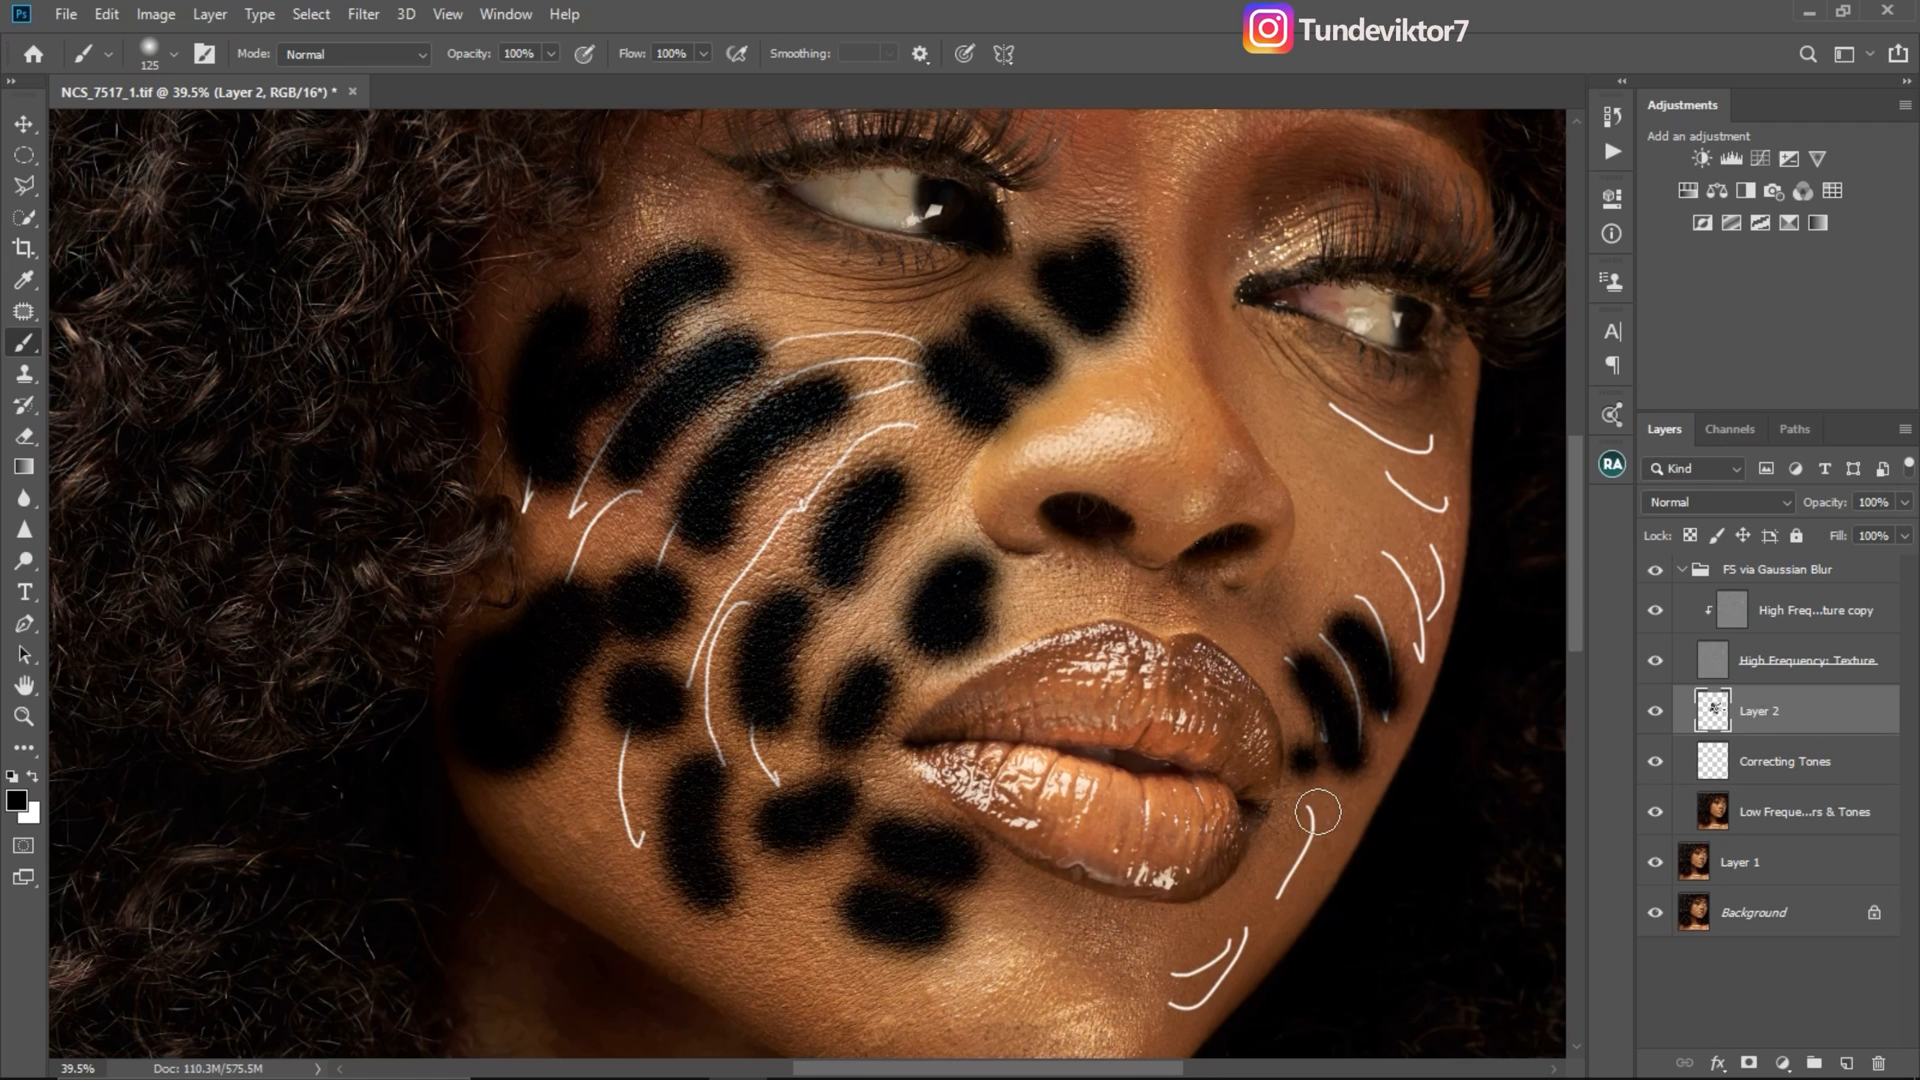 Ps File Edit Image Layer Type Select Filter 3D View Window Help
Tundeviktor7
125 Mode: Normal Opacity: 100% Flow: 100% Smoothing:
NCS_7517_1.tif @ 39.5% (Layer 2, RGB/16*) *
Adjustments
Add an adjustment
Layers Channels Paths
RA
Kind
Normal Opacity: 100%
Lock: Fill: 100%
FS via Gaussian Blur
High Freq...ture copy
High Frequency: Texture
Layer 2
Correcting Tones
Low Freque...rs & Tones
Layer 1
Background
39.5% Doc: 110.3M/575.5M